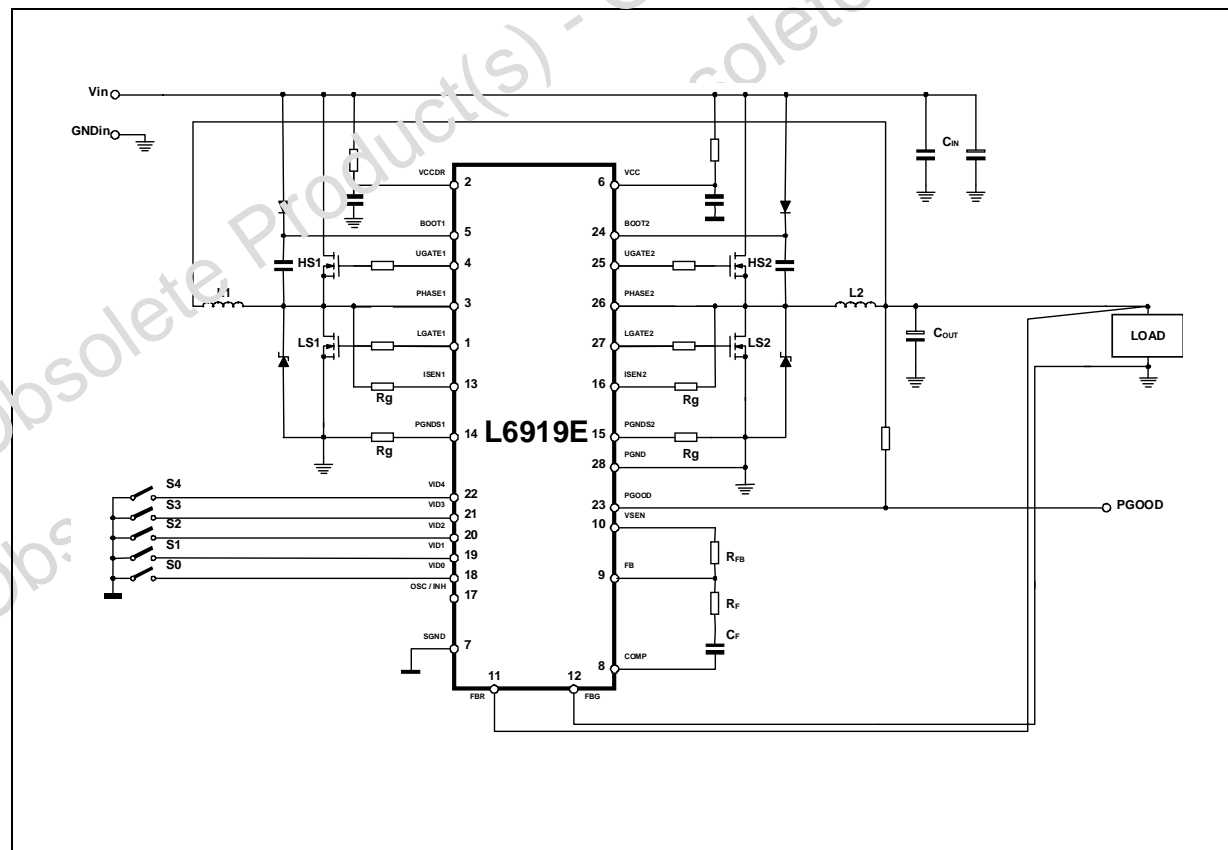 Obsolete Product(s) - O
solete
Obs
Vin
GNDin
CIN
VCCDR
2
6
VCC
BOOT1
5
24
BOOT2
HS1
UGATE1
4
25
UGATE2
HS2
L1
PHASE1
3
26
PHASE2
L2
LS1
LGATE1
1
27
LGATE2
LS2
COUT
LOAD
ISEN1
13
16
ISEN2
Rg
Rg
PGNDS1
14
L6919E
15
PGNDS2
Rg
Rg
28
PGND
S4
VID4
22
23
PGOOD
PGOOD
S3
VID3
21
10
VSEN
S2
VID2
20
S1
VID1
19
RFB
S0
VID0
18
9
FB
OSC / INH
17
RF
CF
SGND
7
8
COMP
11
12
FBR
FBG